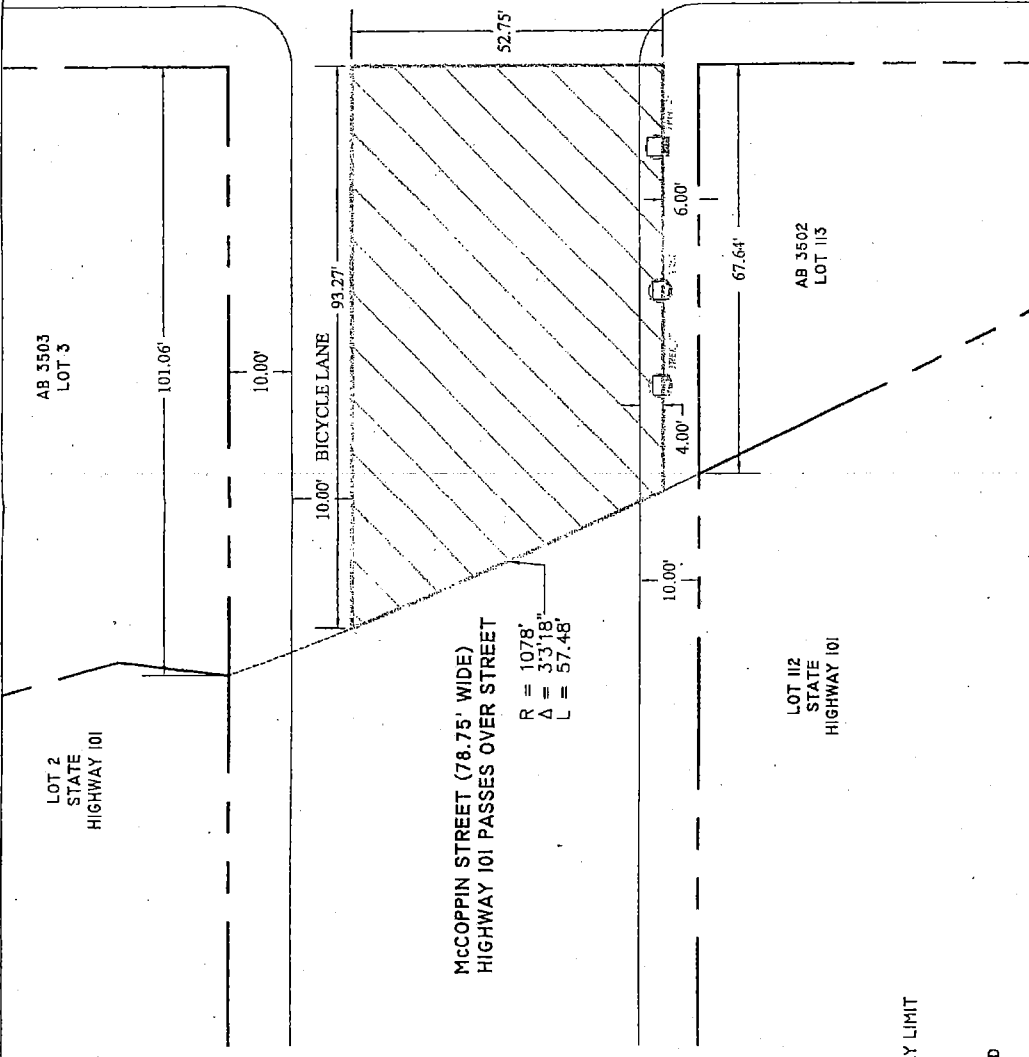 52.75'
101.06'
AB 3503
LOT 3
10.00'
93.27'
BICYCLE LANE
10.00'
6.00'
67.64'
AB 3502
LOT 113
4.00'
10.00'
LOT 2
STATE
HIGHWAY 101
McCOPPIN STREET (78.75' WIDE)
HIGHWAY 101 PASSES OVER STREET
R = 1078'
Δ = 3°3'18"
L = 57.48'
LOT 112
STATE
HIGHWAY 101
Y LIMIT
D